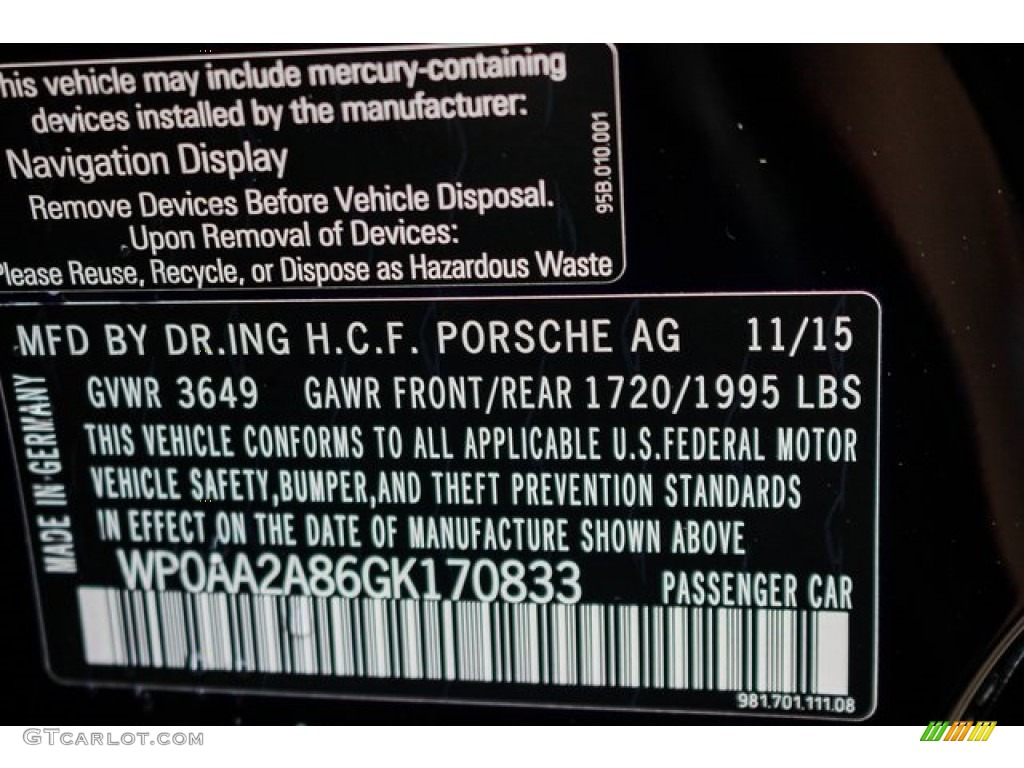 his vehicle may include mercury-containing
devices installed by the manufacturer:
Navigation Display
Remove Devices Before Vehicle Disposal.
Upon Removal of Devices:
Please Reuse, Recycle, or Dispose as Hazardous Waste
95B.010.001
MFD BY DR.ING H.C.F. PORSCHE AG 11/15
GVWR 3649 GAWR FRONT/REAR 1720/1995 LBS
THIS VEHICLE CONFORMS TO ALL APPLICABLE U.S.FEDERAL MOTOR
VEHICLE SAFETY,BUMPER,AND THEFT PREVENTION STANDARDS
IN EFFECT ON THE DATE OF MANUFACTURE SHOWN ABOVE
MADE IN GERMANY
WP0AA2A86GK170833 PASSENGER CAR
981.701.111.08
GTcarlot.com